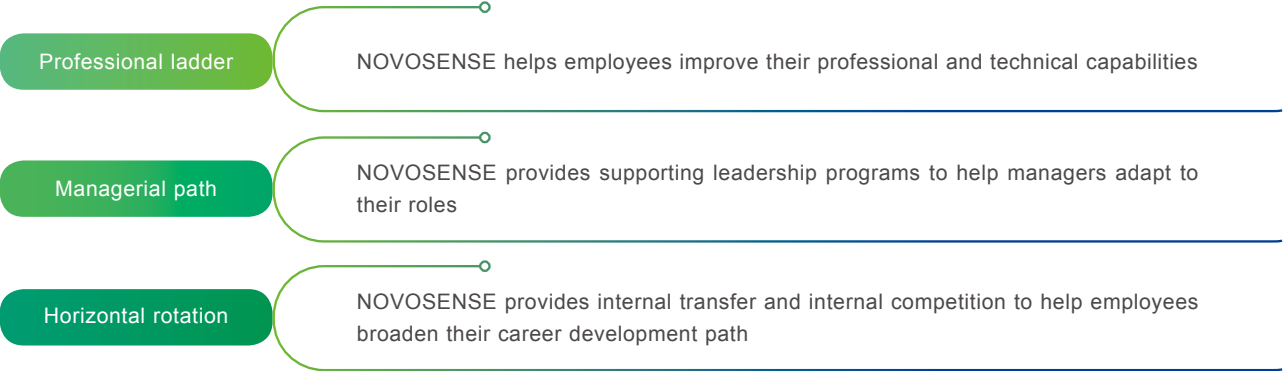 Professional ladder
NOVOSENSE helps employees improve their professional and technical capabilities
Managerial path
NOVOSENSE provides supporting leadership programs to help managers adapt to
their roles
Horizontal rotation
NOVOSENSE provides internal transfer and internal competition to help employees
broaden their career development path